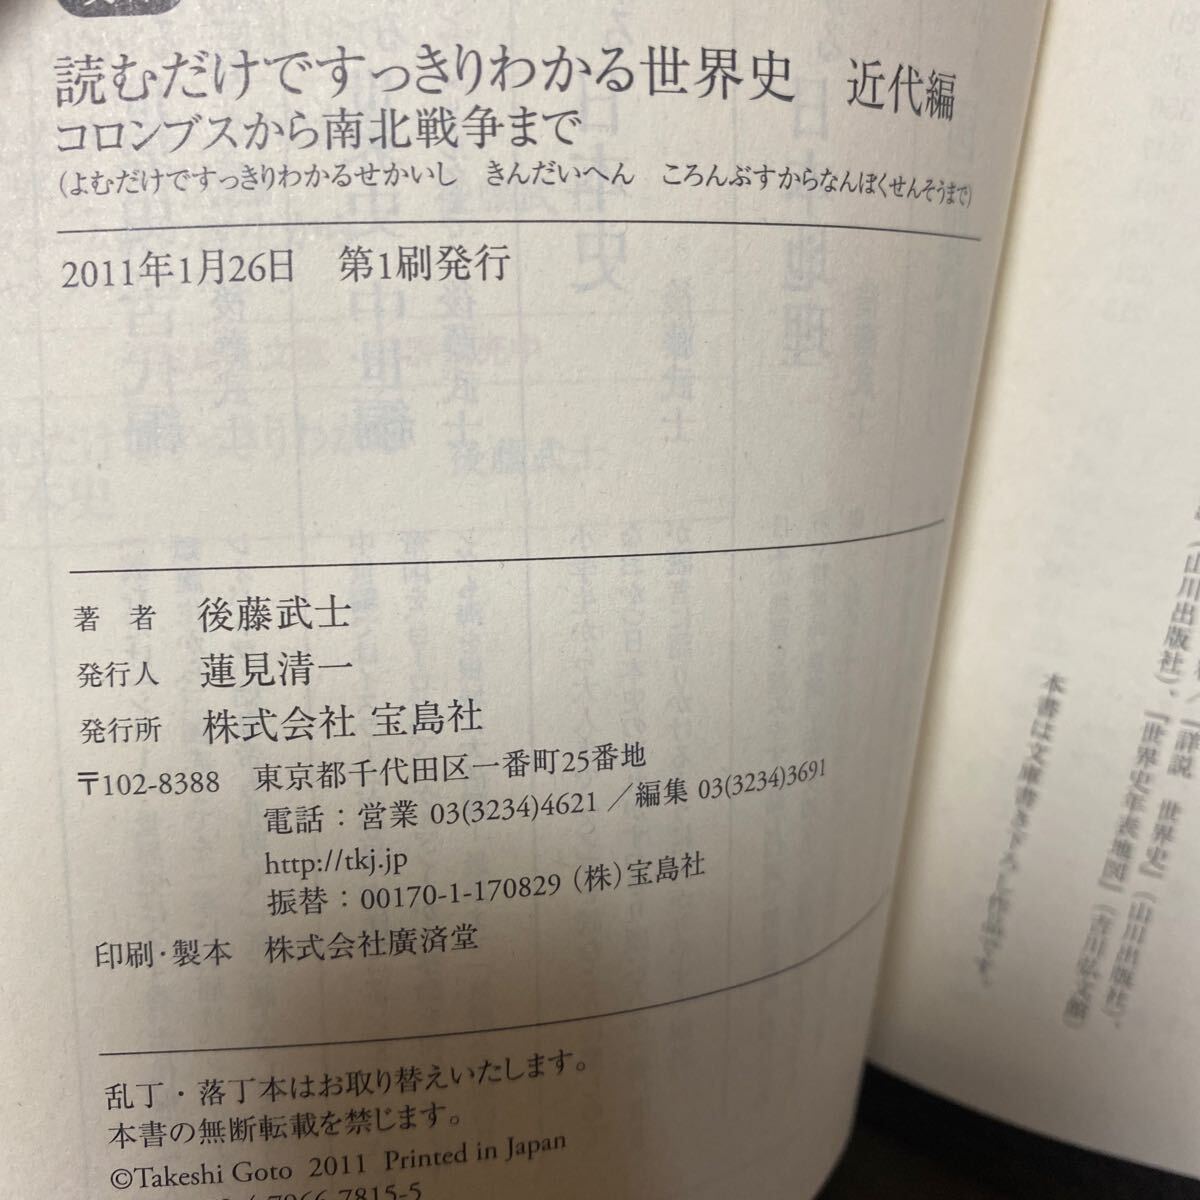 読むだけですっきりわかる世界史　近代編
コロンブスから南北戦争まで
(よむだけですっきりわかるせかいし　きんだいへん　ころんぶすからなんぼくせんそうまで)
2011年1月26日　第1刷発行
著　者　後藤武士
発行人　蓮見清一
発行所　株式会社 宝島社
〒102-8388　東京都千代田区一番町25番地
電話：営業 03(3234)4621／編集 03(3234)3691
http://tkj.jp
振替：00170-1-170829 (株)宝島社
印刷・製本　株式会社廣済堂
乱丁・落丁本はお取り替えいたします。
本書の無断転載を禁じます。
©Takeshi Goto 2011 Printed in Japan
7966-7815-5
(山川出版社)、
『詳説　世界史』(山川出版社)、
『世界史年表・地図』(吉川弘文館)
本書は文庫書き下ろし作品です。